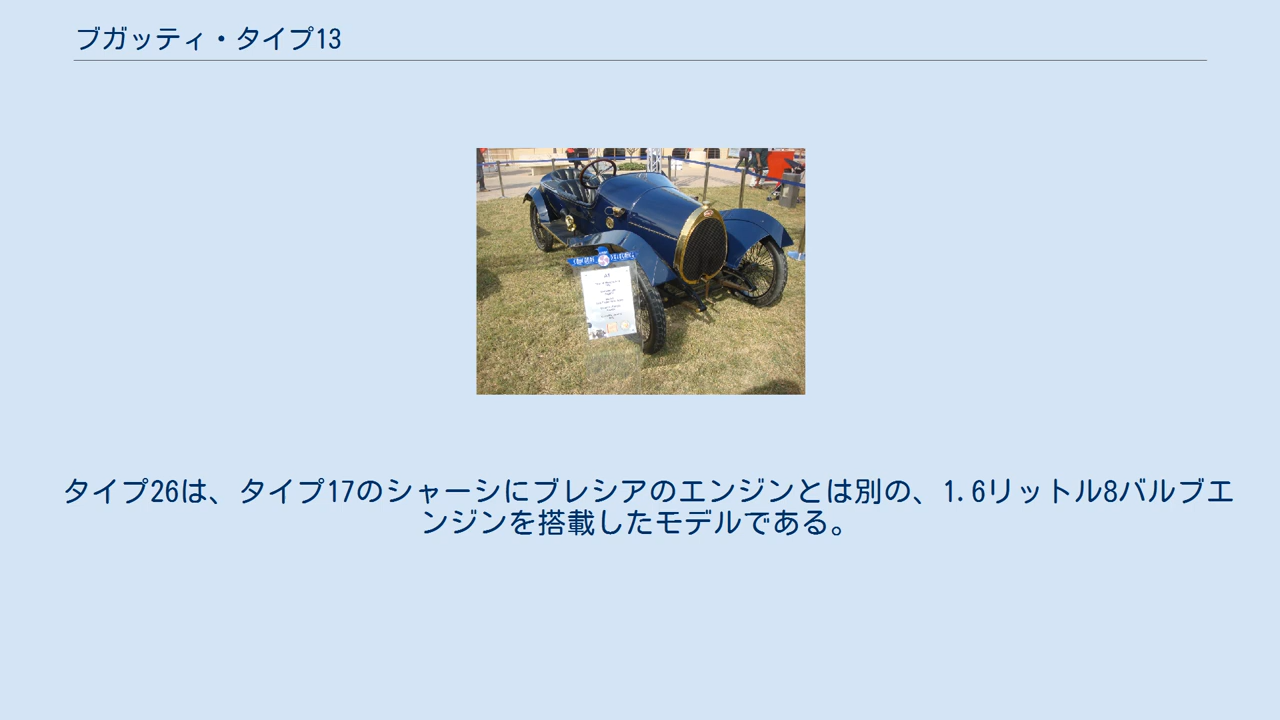 ブガッティ・タイプ13
タイプ26は、タイプ17のシャーシにブレシアのエンジンとは別の、1.6リットル8バルブエ
ンジンを搭載したモデルである。